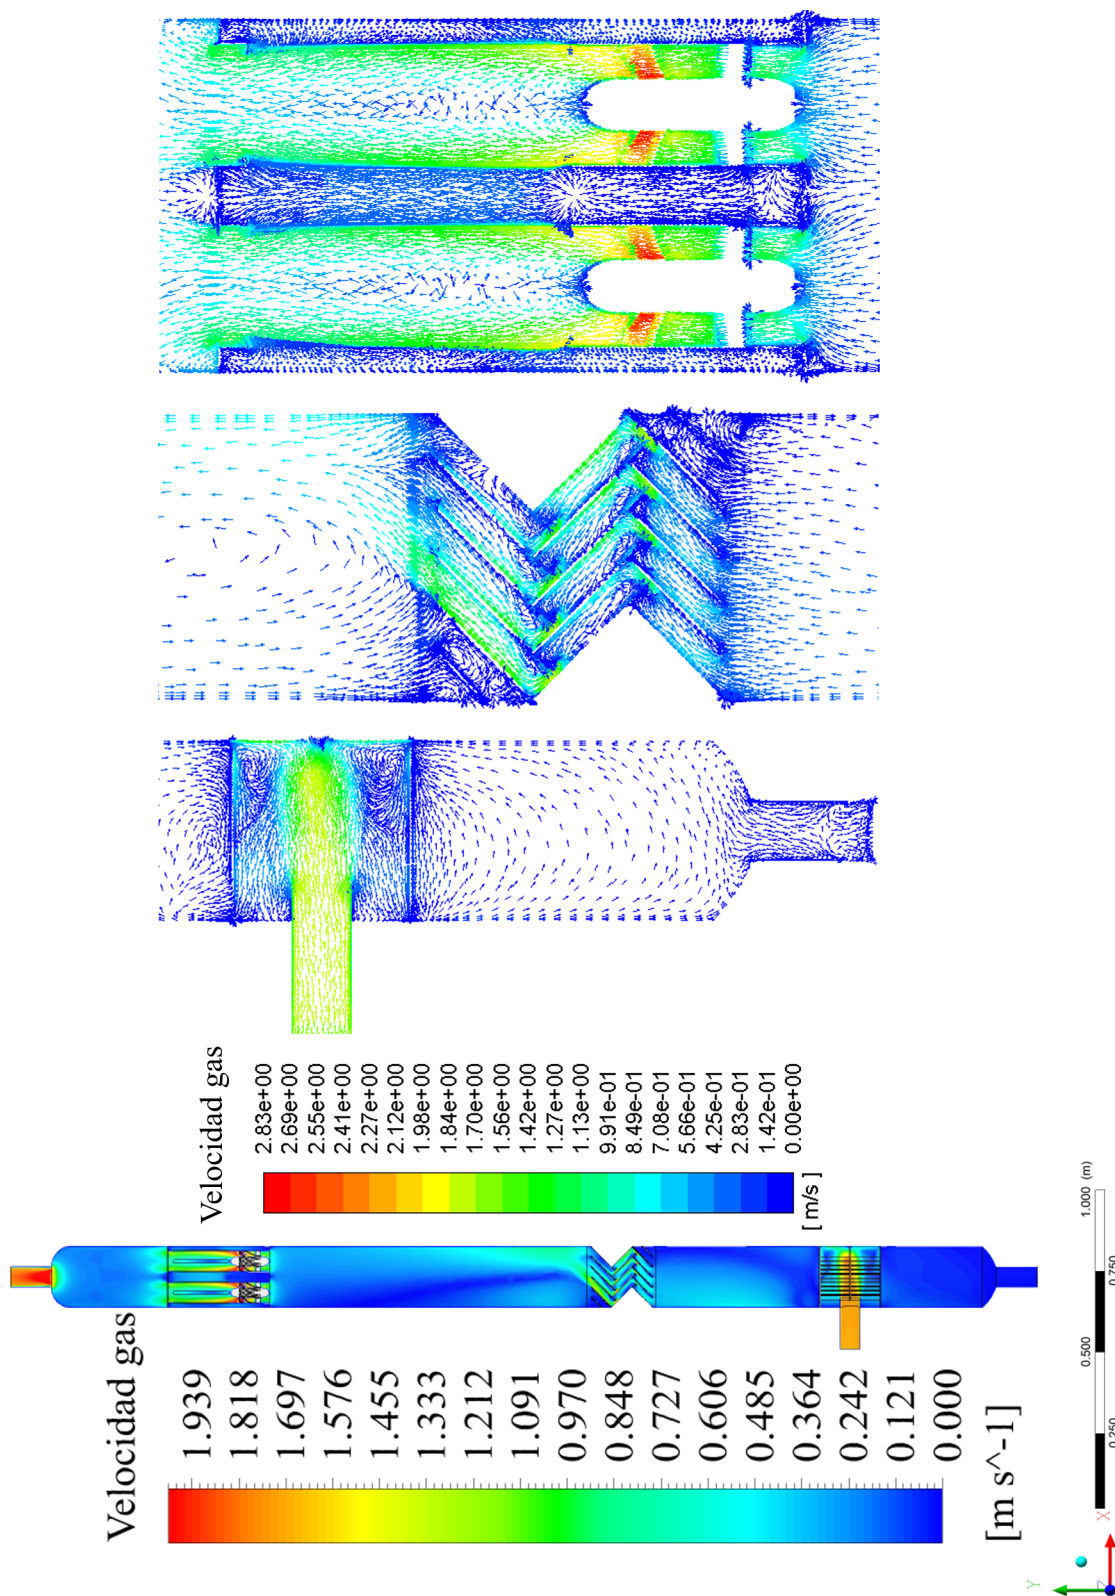 Velocidad gas
2.83e+00
2.69e+00
2.55e+00
2.41e+00
2.27e+00
2.12e+00
1.98e+00
1.84e+00
1.70e+00
1.56e+00
1.42e+00
1.27e+00
1.13e+00
9.91e-01
8.49e-01
7.08e-01
5.66e-01
4.25e-01
2.83e-01
1.42e-01
0.00e+00
[m/s]
Velocidad gas
1.939
1.818
1.697
1.576
1.455
1.333
1.212
1.091
0.970
0.848
0.727
0.606
0.485
0.364
0.242
0.121
0.000
[m s^-1]
1.000 (m)
0.750
0.500
0.250
Y
Z
X